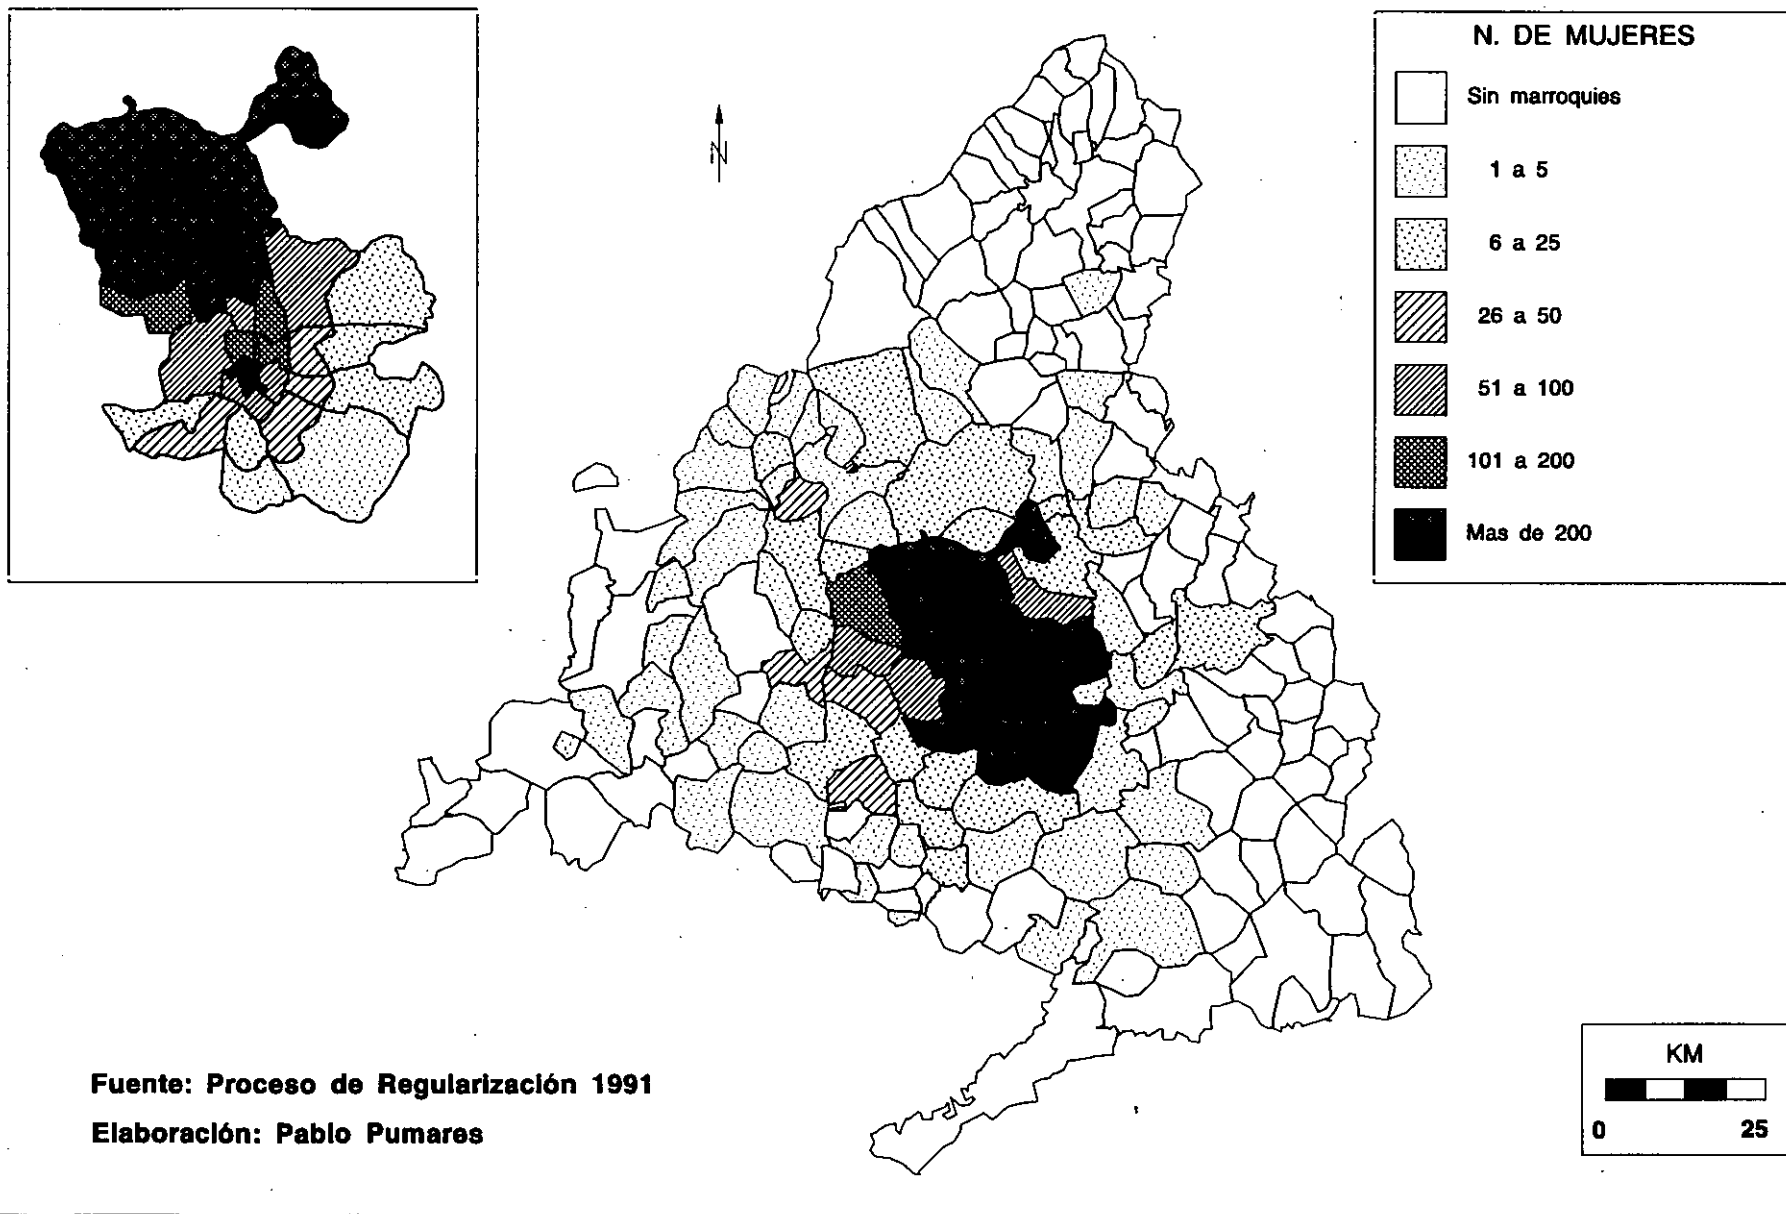 N. DE MUJERES
Sin marroquies
1 a 5
6 a 25
26 a 50
51 a 100
101 a 200
Mas de 200
N
KM
0 25
Fuente: Proceso de Regularización 1991
Elaboración: Pablo Pumares